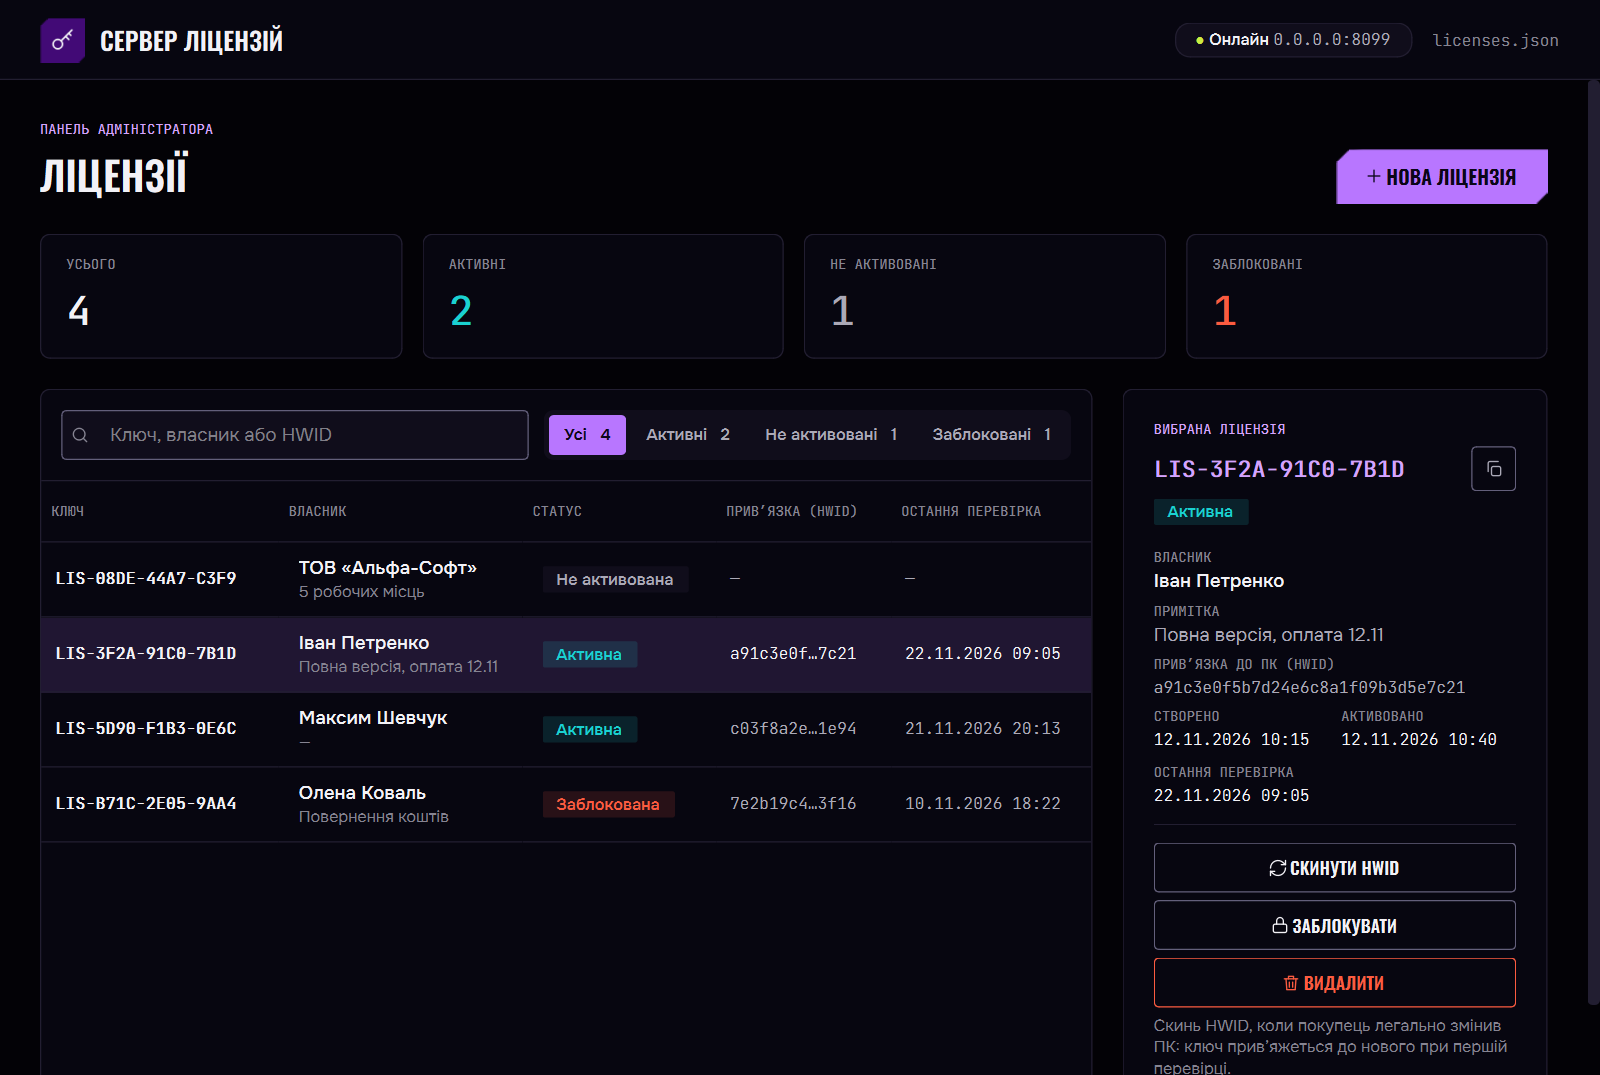 СЕРВЕР ЛІЦЕНЗІЙ
Онлайн 0.0.0.0:8099
licenses.json
ПАНЕЛЬ АДМІНІСТРАТОРА
ЛІЦЕНЗІЇ
НОВА ЛІЦЕНЗІЯ
УСЬОГО
4
АКТИВНІ
2
НЕ АКТИВОВАНІ
1
ЗАБЛОКОВАНІ
1
Ключ, власник або HWID
Усі 4
Активні 2
Не активовані 1
Заблоковані 1
КЛЮЧ ВЛАСНИК СТАТУС ПРИВ’ЯЗКА (HWID) ОСТАННЯ ПЕРЕВІРКА
LIS-08DE-44A7-C3F9 ТОВ «Альфа-Софт» Не активована — —
5 робочих місць
LIS-3F2A-91C0-7B1D Іван Петренко Активна a91c3e0f…7c21 22.11.2026 09:05
Повна версія, оплата 12.11
LIS-5D90-F1B3-0E6C Максим Шевчук Активна c03f8a2e…1e94 21.11.2026 20:13
—
LIS-B71C-2E05-9AA4 Олена Коваль Заблокована 7e2b19c4…3f16 10.11.2026 18:22
Повернення коштів
ВИБРАНА ЛІЦЕНЗІЯ
LIS-3F2A-91C0-7B1D
Активна
ВЛАСНИК
Іван Петренко
ПРИМІТКА
Повна версія, оплата 12.11
ПРИВ’ЯЗКА ДО ПК (HWID)
a91c3e0f5b7d24e6c8a1f09b3d5e7c21
СТВОРЕНО АКТИВОВАНО
12.11.2026 10:15 12.11.2026 10:40
ОСТАННЯ ПЕРЕВІРКА
22.11.2026 09:05
СКИНУТИ HWID
ЗАБЛОКУВАТИ
ВИДАЛИТИ
Скинь HWID, коли покупець легально змінив
ПК: ключ прив’яжеться до нового при першій
перевірці.